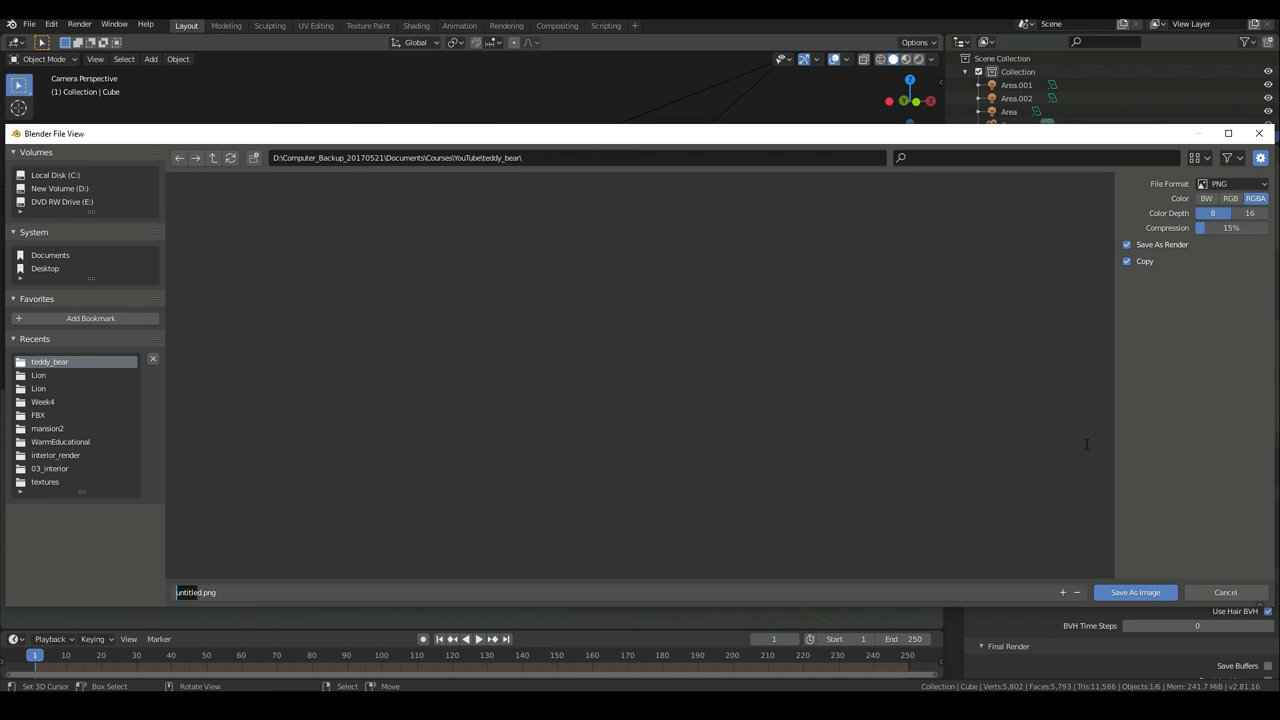 File Edit Render Window Help Layout Modeling Sculpting UV Editing Texture Paint Shading Animation Rendering Compositing Scripting + Scene View Layer
Global Options
Object Mode View Select Add Object
Scene Collection
Collection
Area.001
Area.002
Area
Camera Perspective
(1) Collection | Cube
Z
Y
X
Blender File View
Volumes
Local Disk (C:)
New Volume (D:)
DVD RW Drive (E:)
System
Documents
Desktop
Favorites
Add Bookmark
Recents
teddy_bear
Lion
Lion
Week4
FBX
mansion2
WarmEducational
interior_render
03_interior
textures
D:\Computer_Backup_20170521\Documents\Courses\YouTube\teddy_bear\
File Format PNG
Color BW RGB RGBA
Color Depth 8 16
Compression 15%
Save As Render
Copy
untitled.png
Save As Image Cancel
Use Hair BVH
BVH Time Steps 0
Final Render
Save Buffers
Playback Keying View Marker 1 Start 1 End 250
1 10 20 30 40 50 60 70 80 90 100 110 120 130 140 150 160 170 180 190 200 210 220 230 240 250
Set 3D Cursor Box Select Rotate View Select Move Collection | Cube | Verts:5,802 | Faces:5,793 | Tris:11,586 | Objects:1/6 | Mem: 241.7 MiB | v2.81.16